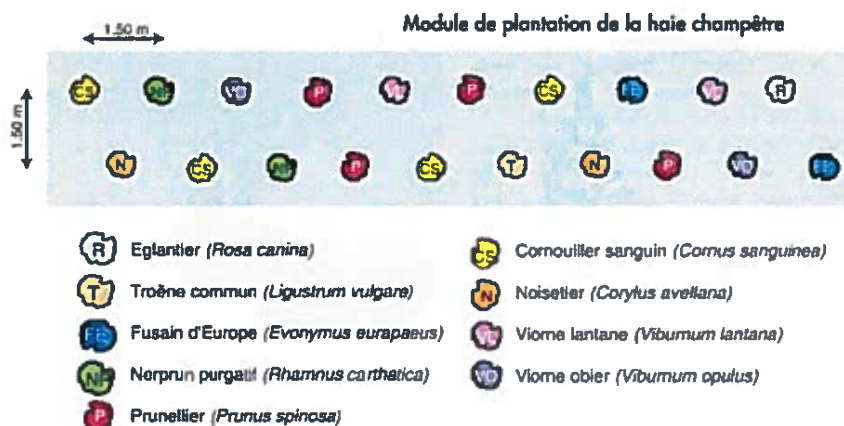 Module de plantation de la haie champêtre
1.50 m
CS NP VO P VL P CS FE VL R
1.50 m
N CS NP P CS T N P VO FE
R Eglantier (Rosa canina)
T Troène commun (Ligustrum vulgare)
FE Fusain d'Europe (Evonymus eurapaeus)
NP Nerprun purgatif (Rhamnus carthatica)
P Prunellier (Prunus spinosa)
CS Cornouiller sanguin (Cornus sanguinea)
N Noisetier (Corylus avellana)
VL Viorne lantane (Viburnum lantana)
VO Viorne obier (Viburnum opulus)